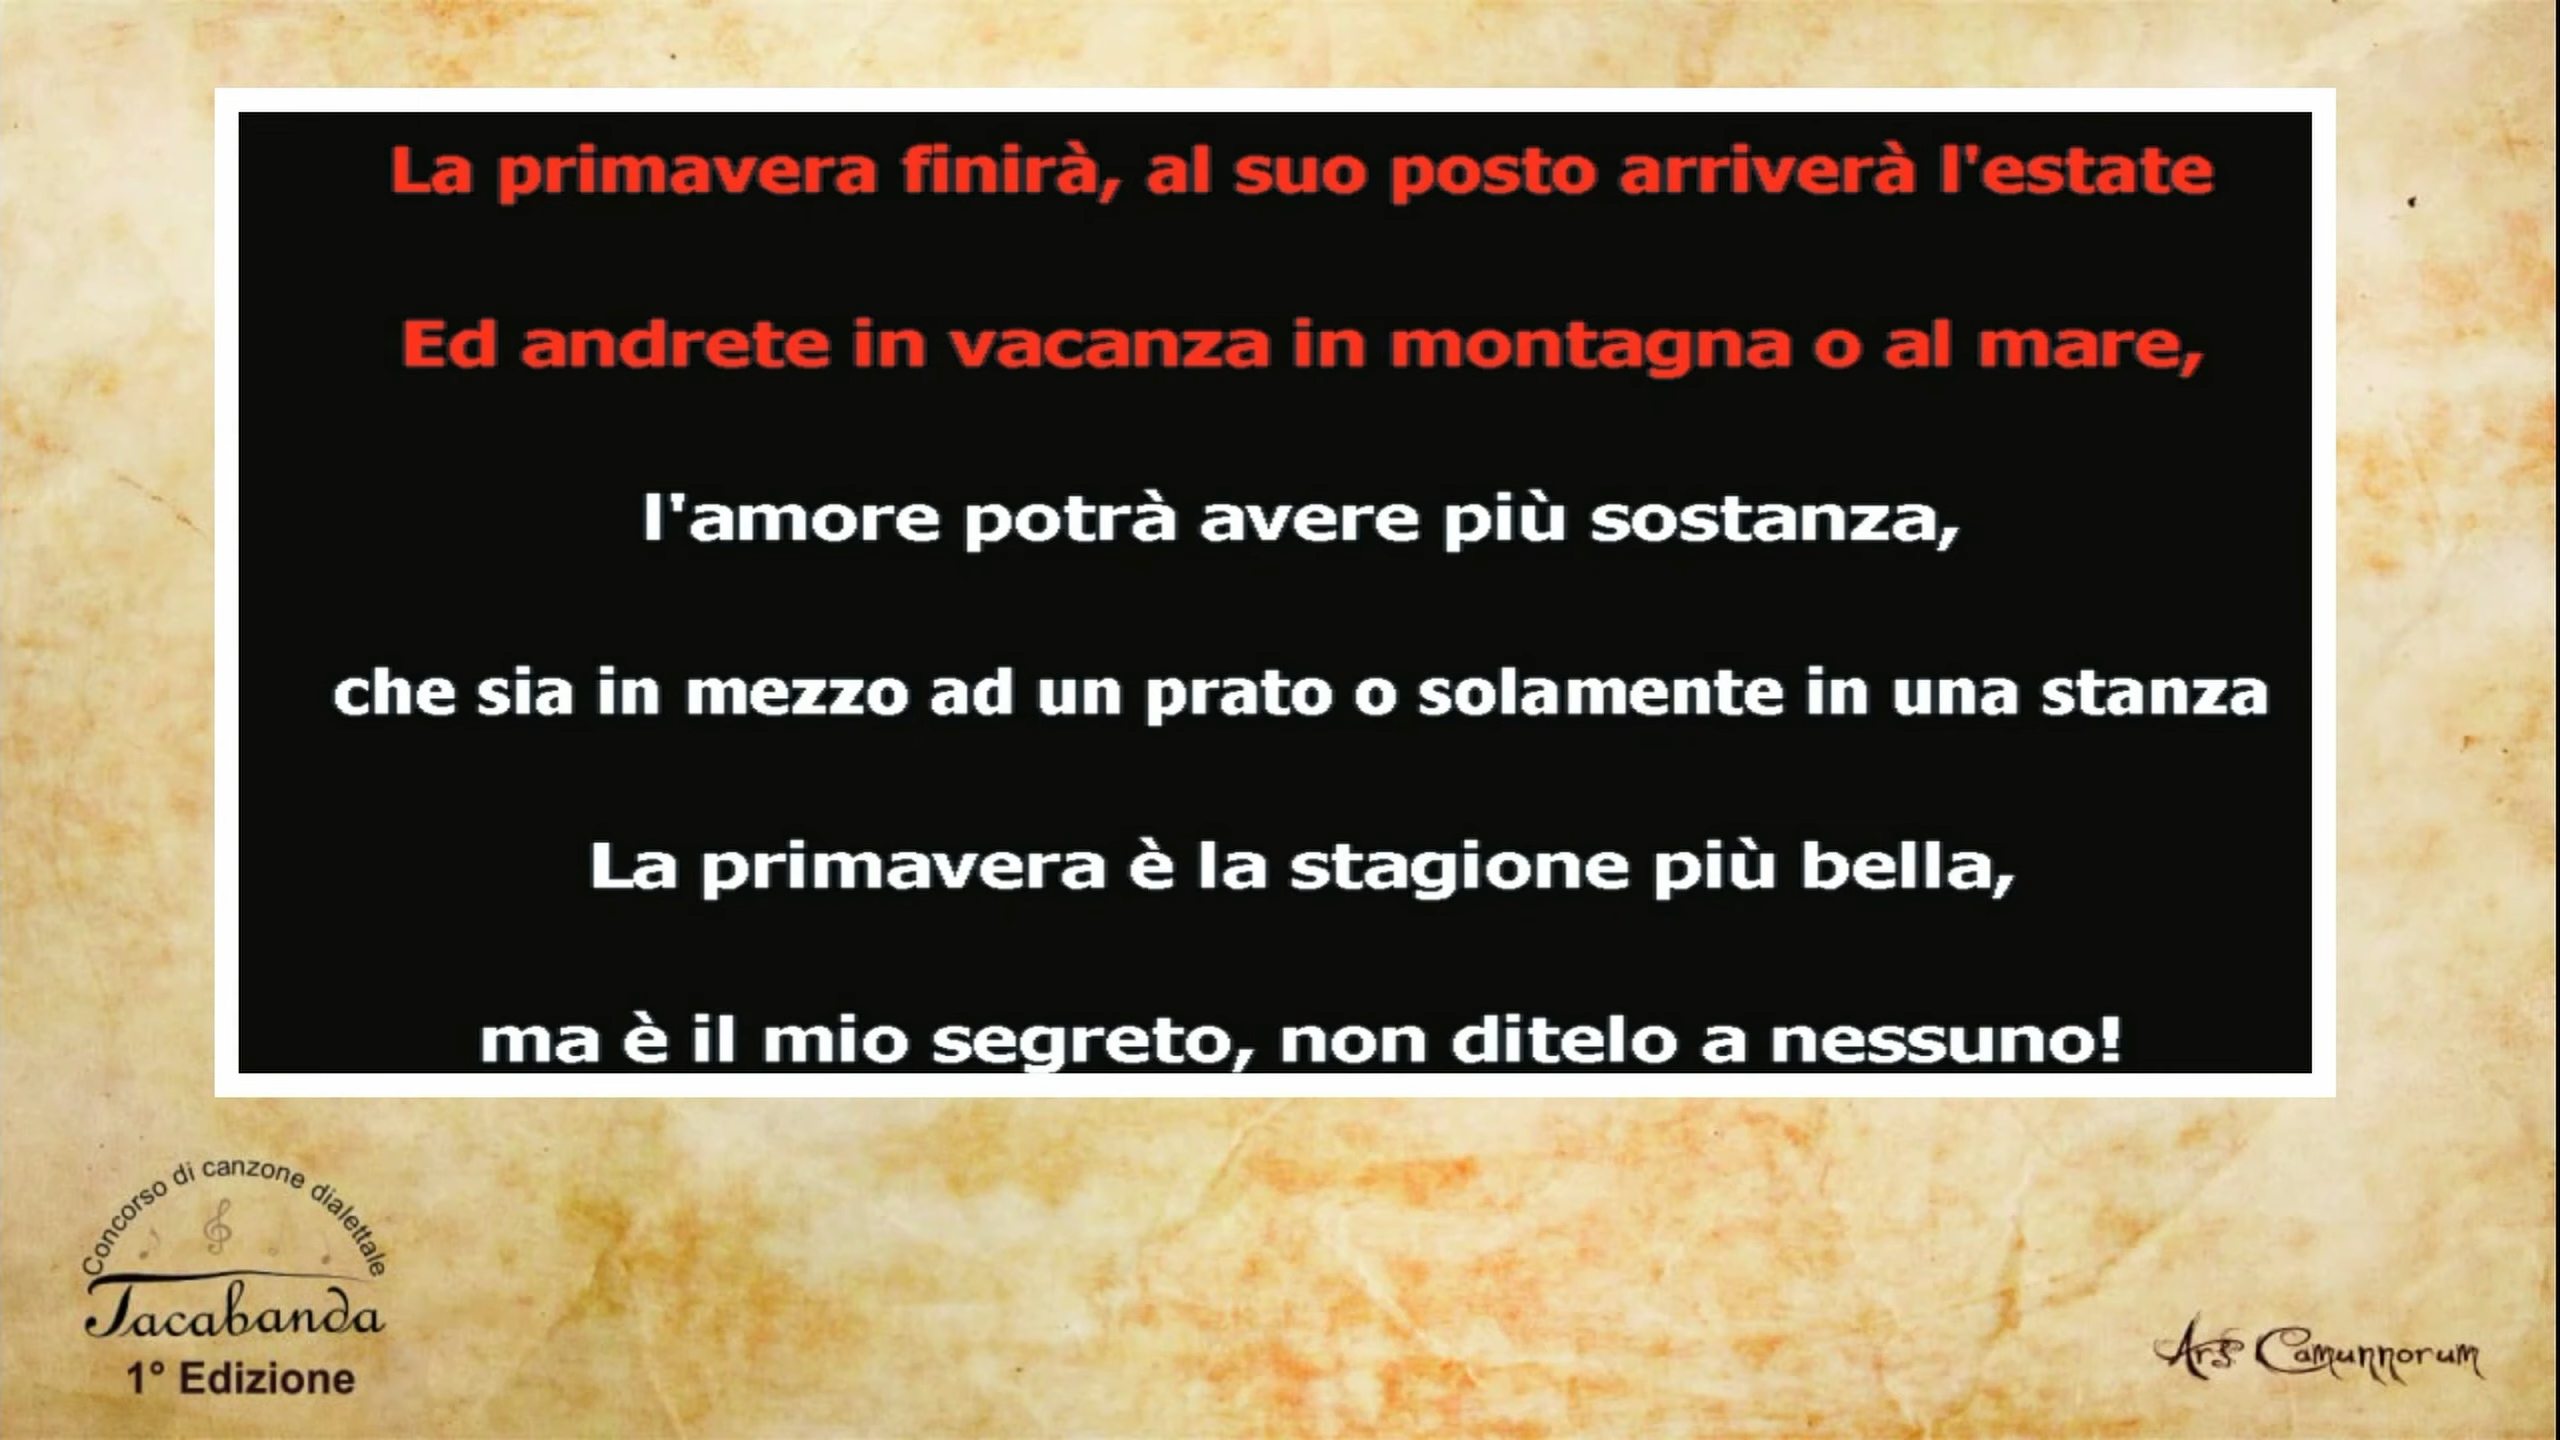 La primavera finirà, al suo posto arriverà l'estate
Ed andrete in vacanza in montagna o al mare,
l'amore potrà avere più sostanza,
che sia in mezzo ad un prato o solamente in una stanza
La primavera è la stagione più bella,
ma è il mio segreto, non ditelo a nessuno!
Concorso di canzone dialettale
Tacabanda
1° Edizione
Ars Camunnorum